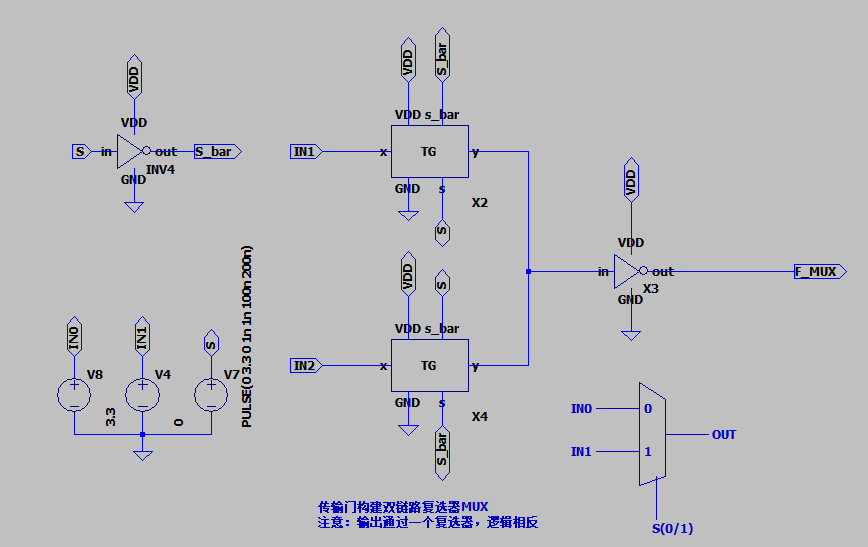 VDD
VDD
S
in
out
S_bar
GND
INV4
VDD
S_bar
VDD s_bar
IN1
x
TG
y
GND
s
X2
S
VDD
S
VDD s_bar
IN2
x
TG
y
GND
s
X4
S_bar
VDD
VDD
in
out
F_MUX
X3
GND
IN0
IN1
S
V8
V4
V7
3.3
0
PULSE(0 3.3 0 1n 1n 100n 200n)
IN0
0
IN1
1
OUT
S(0/1)
传输门构建双链路复选器MUX
注意：输出通过一个复选器，逻辑相反